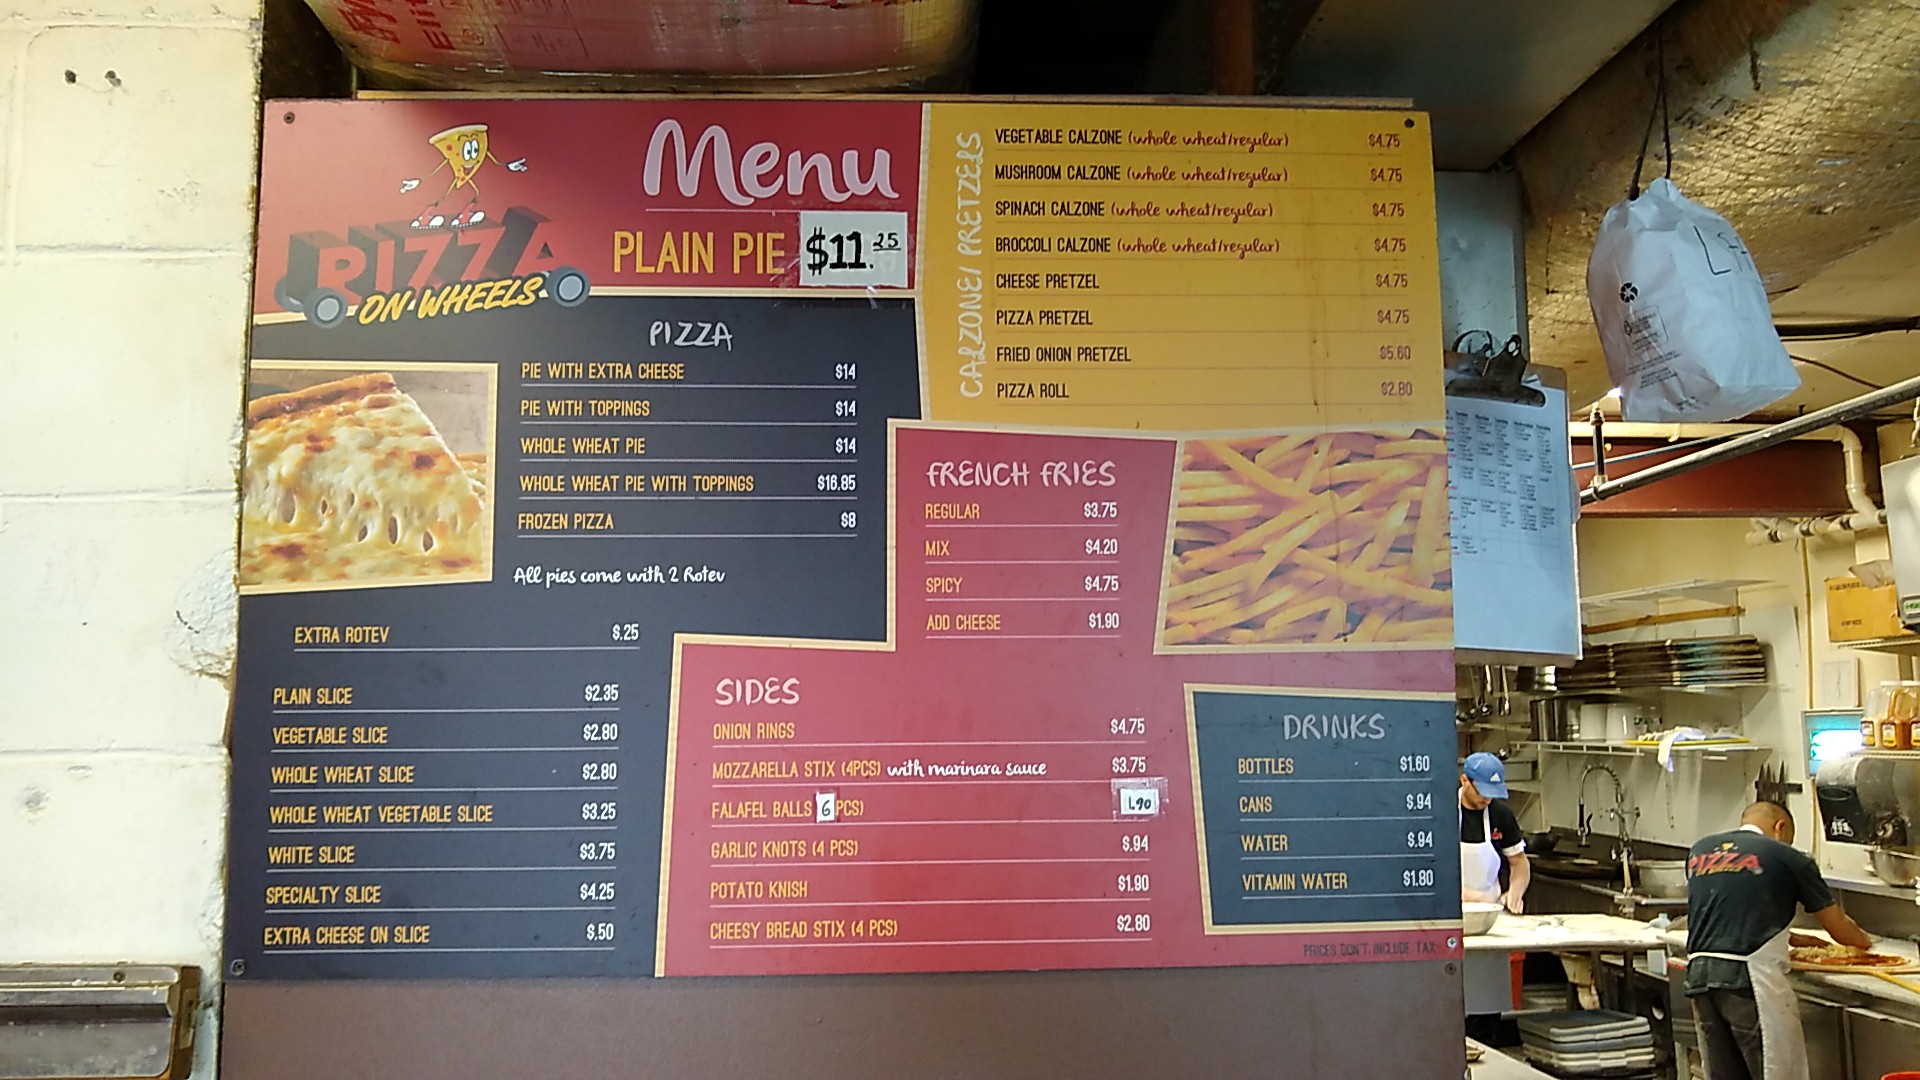 PIZZA
ON WHEELS
Menu
PLAIN PIE $11.25
PIZZA
PIE WITH EXTRA CHEESE $14
PIE WITH TOPPINGS $14
WHOLE WHEAT PIE $14
WHOLE WHEAT PIE WITH TOPPINGS $16.85
FROZEN PIZZA $8
All pies come with 2 Rotev
EXTRA ROTEV $.25
PLAIN SLICE $2.35
VEGETABLE SLICE $2.80
WHOLE WHEAT SLICE $2.80
WHOLE WHEAT VEGETABLE SLICE $3.25
WHITE SLICE $3.75
SPECIALTY SLICE $4.25
EXTRA CHEESE ON SLICE $.50
CALZONE/PRETZELS
VEGETABLE CALZONE (whole wheat/regular) $4.75
MUSHROOM CALZONE (whole wheat/regular) $4.75
SPINACH CALZONE (whole wheat/regular) $4.75
BROCCOLI CALZONE (whole wheat/regular) $4.75
CHEESE PRETZEL $4.75
PIZZA PRETZEL $4.75
FRIED ONION PRETZEL $5.60
PIZZA ROLL $2.80
FRENCH FRIES
REGULAR $3.75
MIX $4.20
SPICY $4.75
ADD CHEESE $1.90
SIDES
ONION RINGS $4.75
MOZZARELLA STIX (4PCS) with marinara sauce $3.75
FALAFEL BALLS 6 PCS) 1.90
GARLIC KNOTS (4 PCS) $.94
POTATO KNISH $1.90
CHEESY BREAD STIX (4 PCS) $2.80
DRINKS
BOTTLES $1.60
CANS $.94
WATER $.94
VITAMIN WATER $1.80
PRICES DON'T INCLUDE TAX
PIZZA